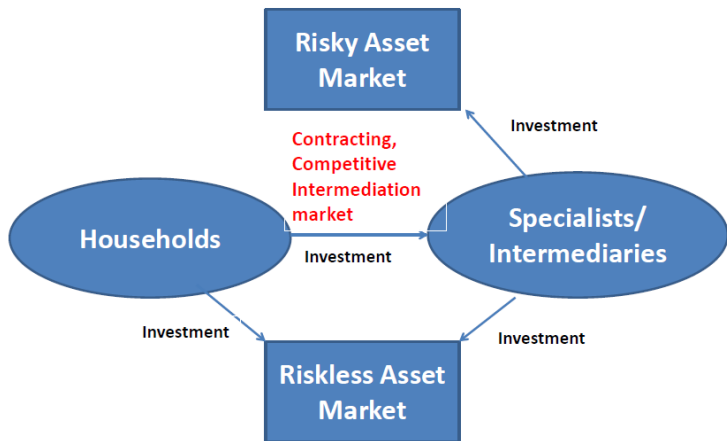 Risky Asset
Market
Investment
Contracting,
Competitive
Intermediation
market
Households
Specialists/
Intermediaries
Investment
Investment
Investment
Riskless Asset
Market